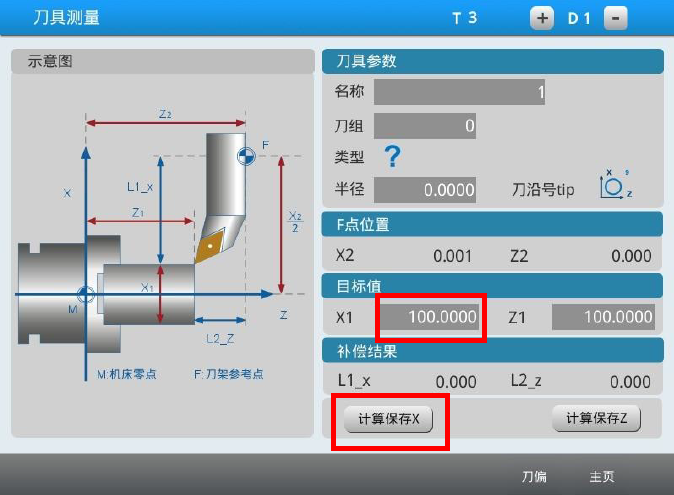 刀具测量
T 3
+
D 1
-
示意图
Z2
F
L1_x
X
Z1
X2
2
X1
M
Z
L2_Z
M:机床零点
F:刀架参考点
刀具参数
名称 1
刀组 0
类型 ?
半径 0.0000 刀沿号tip
X 9
Z
F点位置
X2 0.001 Z2 0.000
目标值
X1 100.0000 Z1 100.0000
补偿结果
L1_x 0.000 L2_z 0.000
计算保存X 计算保存Z
刀偏 主页